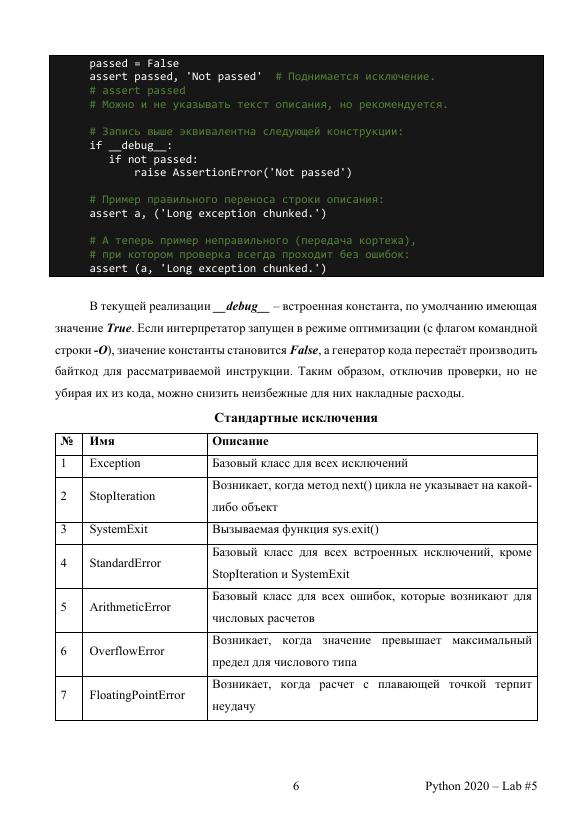 passed = False
assert passed, 'Not passed'  # Поднимается исключение.
# assert passed
# Можно и не указывать текст описания, но рекомендуется.

# Запись выше эквивалентна следующей конструкции:
if __debug__:
   if not passed:
       raise AssertionError('Not passed')

# Пример правильного переноса строки описания:
assert a, ('Long exception chunked.')

# А теперь пример неправильного (передача кортежа),
# при котором проверка всегда проходит без ошибок:
assert (a, 'Long exception chunked.')

В текущей реализации __debug__ – встроенная константа, по умолчанию имеющая
значение True. Если интерпретатор запущен в режиме оптимизации (с флагом командной
строки -O), значение константы становится False, а генератор кода перестаёт производить
байткод для рассматриваемой инструкции. Таким образом, отключив проверки, но не
убирая их из кода, можно снизить неизбежные для них накладные расходы.
Стандартные исключения
№ Имя Описание
1 Exception Базовый класс для всех исключений
2 StopIteration Возникает, когда метод next() цикла не указывает на какой-
либо объект
3 SystemExit Вызываемая функция sys.exit()
4 StandardError Базовый класс для всех встроенных исключений, кроме
StopIteration и SystemExit
5 ArithmeticError Базовый класс для всех ошибок, которые возникают для
числовых расчетов
6 OverflowError Возникает, когда значение превышает максимальный
предел для числового типа
7 FloatingPointError Возникает, когда расчет с плавающей точкой терпит
неудачу
6 Python 2020 – Lab #5